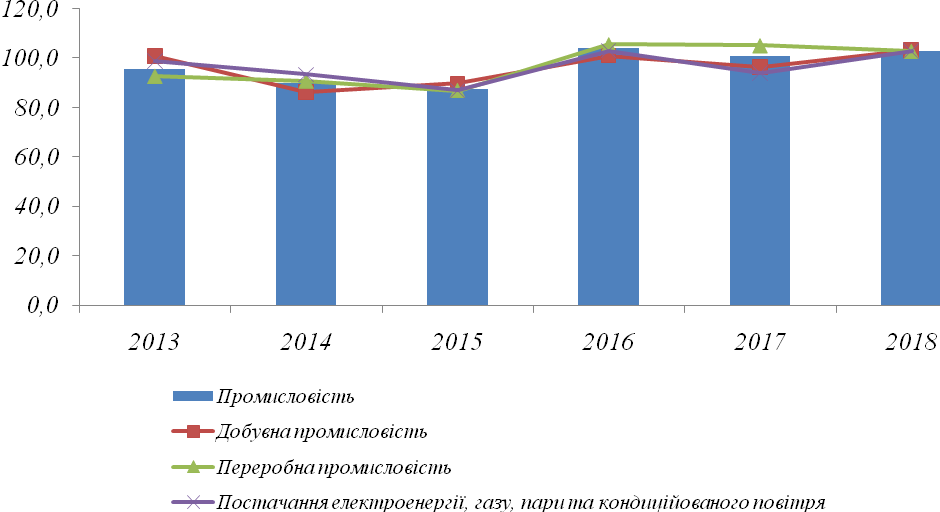 120,0
100,0
80,0
60,0
40,0
20,0
0,0
2013 2014 2015 2016 2017 2018
Промисловість
Добувна промисловість
Переробна промисловість
Постачання електроенергії, газу, пари та кондиційованого повітря